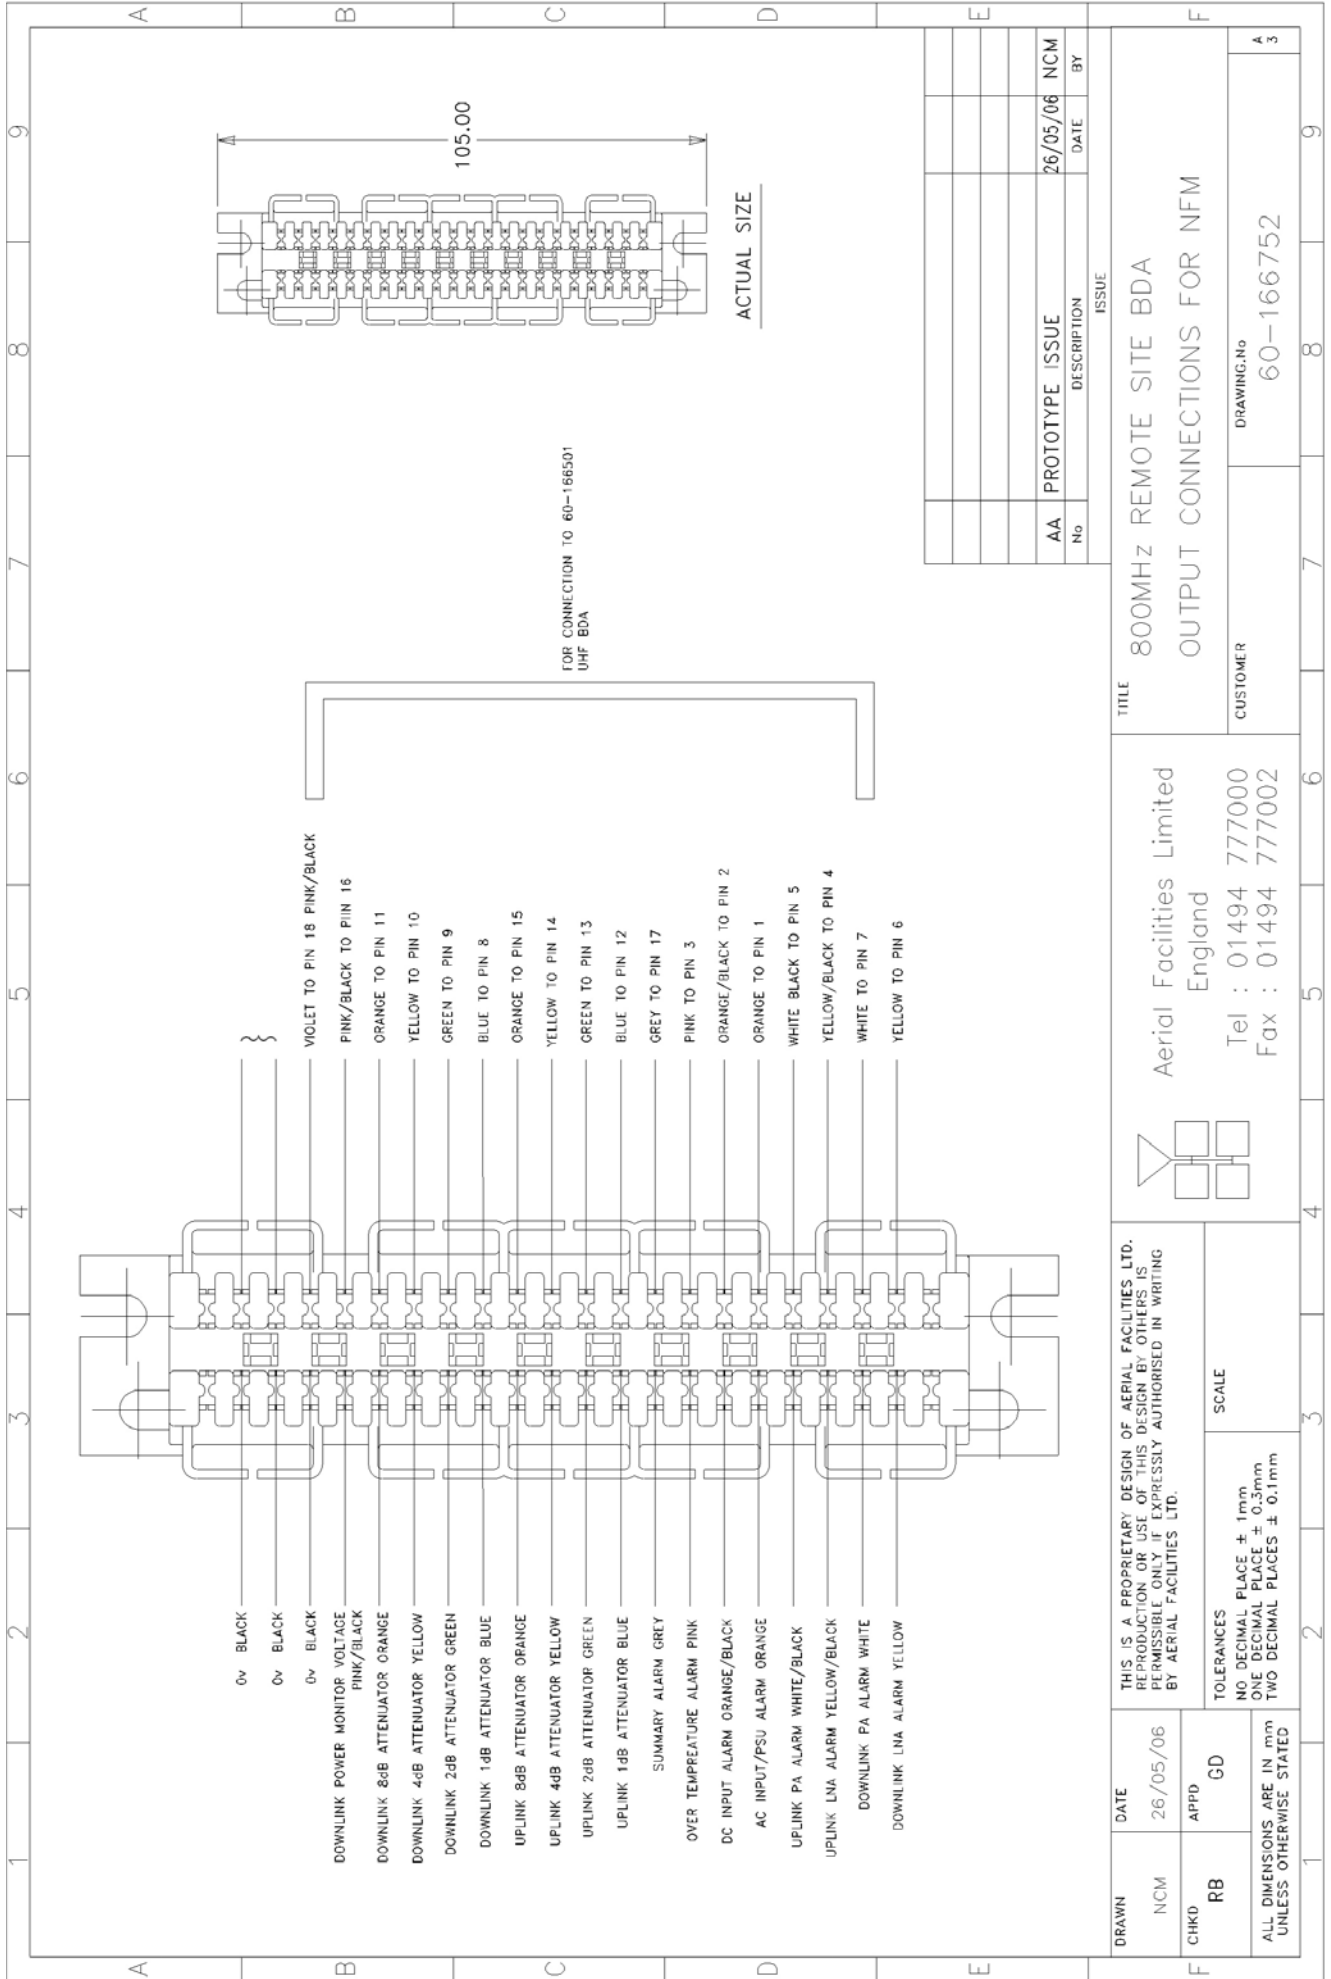 1 2 3 4 5 6 7 8 9
A
B
C
D
E
F
0v BLACK
0v BLACK
0v BLACK
DOWNLINK POWER MONITOR VOLTAGE
PINK/BLACK
DOWNLINK 8dB ATTENUATOR ORANGE
DOWNLINK 4dB ATTENUATOR YELLOW
DOWNLINK 2dB ATTENUATOR GREEN
DOWNLINK 1dB ATTENUATOR BLUE
UPLINK 8dB ATTENUATOR ORANGE
UPLINK 4dB ATTENUATOR YELLOW
UPLINK 2dB ATTENUATOR GREEN
UPLINK 1dB ATTENUATOR BLUE
SUMMARY ALARM GREY
OVER TEMPREATURE ALARM PINK
DC INPUT ALARM ORANGE/BLACK
AC INPUT/PSU ALARM ORANGE
UPLINK PA ALARM WHITE/BLACK
UPLINK LNA ALARM YELLOW/BLACK
DOWNLINK PA ALARM WHITE
DOWNLINK LNA ALARM YELLOW
VIOLET TO PIN 18 PINK/BLACK
PINK/BLACK TO PIIN 16
ORANGE TO PIN 11
YELLOW TO PIN 10
GREEN TO PIN 9
BLUE TO PIN 8
ORANGE TO PIN 15
YELLOW TO PIN 14
GREEN TO PIN 13
BLUE TO PIN 12
GREY TO PIN 17
PINK TO PIN 3
ORANGE/BLACK TO PIN 2
ORANGE TO PIN 1
WHITE BLACK TO PIN 5
YELLOW/BLACK TO PIN 4
WHITE TO PIN 7
YELLOW TO PIN 6
FOR CONNECTION TO 60-166501
UHF BDA
105.00
ACTUAL SIZE
AA PROTOTYPE ISSUE 26/05/06 NCM
No DESCRIPTION DATE BY
ISSUE
DRAWN
NCM
DATE
26/05/06
CHKD
RB
APPD
GD
ALL DIMENSIONS ARE IN mm
UNLESS OTHERWISE STATED
THIS IS A PROPRIETARY DESIGN OF AERIAL FACILITIES LTD.
REPRODUCTION OR USE OF THIS DESIGN BY OTHERS IS
PERMISSIBLE ONLY IF EXPRESSLY AUTHORISED IN WRITING
BY AERIAL FACILITIES LTD.
TOLERANCES
NO DECIMAL PLACE ± 1mm
ONE DECIMAL PLACE ± 0.3mm
TWO DECIMAL PLACES ± 0.1mm
SCALE
Aerial Facilities Limited
England
Tel : 01494 777000
Fax : 01494 777002
TITLE
800MHz REMOTE SITE BDA
OUTPUT CONNECTIONS FOR NFM
CUSTOMER
DRAWING.No
60-166752
A
3
A
B
C
D
E
F
1 2 3 4 5 6 7 8 9